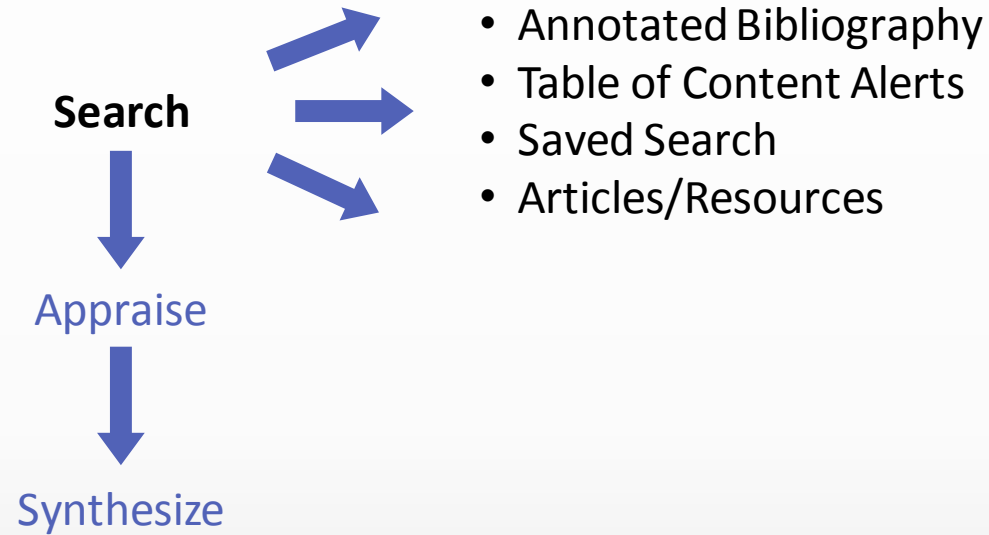 • Annotated Bibliography
• Table of Content Alerts
Search
• Saved Search
• Articles/Resources
Appraise
Synthesize